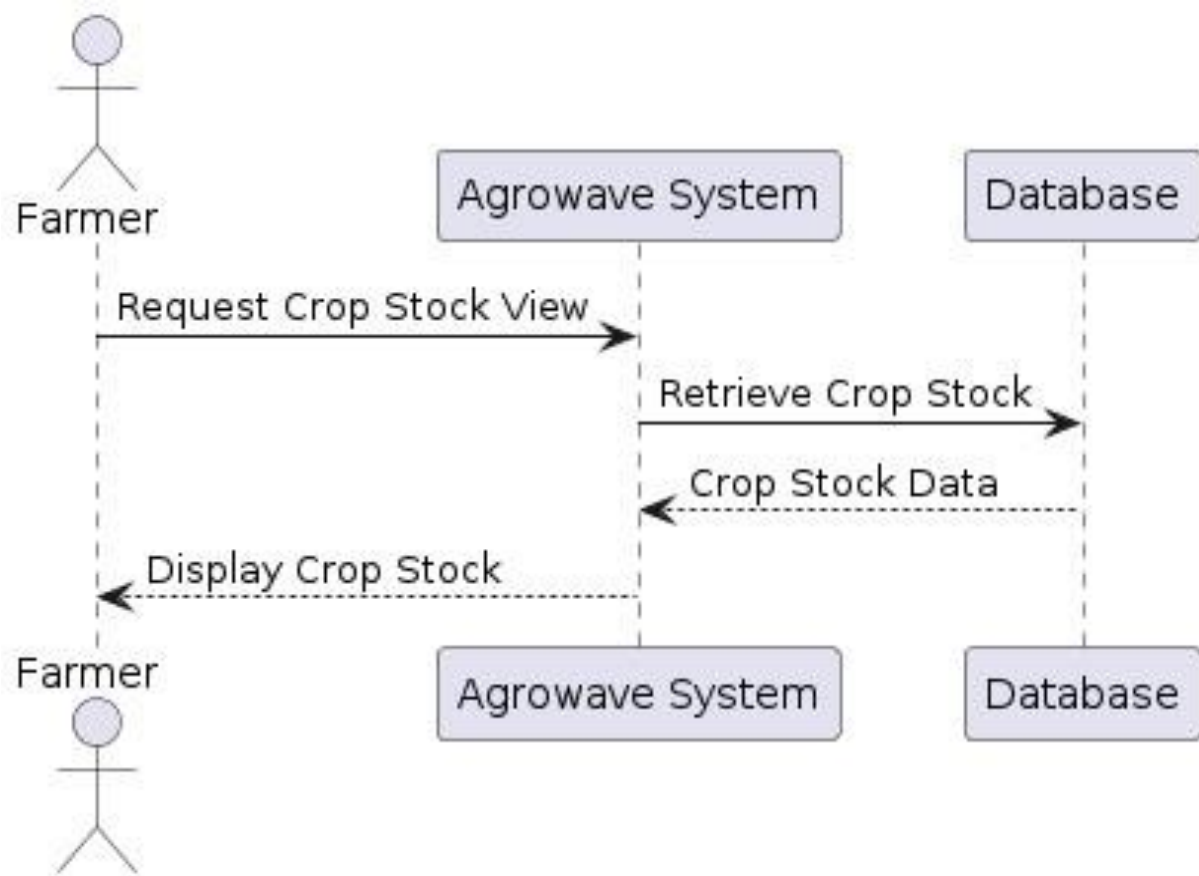 Farmer
Agrowave System
Database
Request Crop Stock View
Retrieve Crop Stock
Crop Stock Data
Display Crop Stock
Farmer
Agrowave System
Database